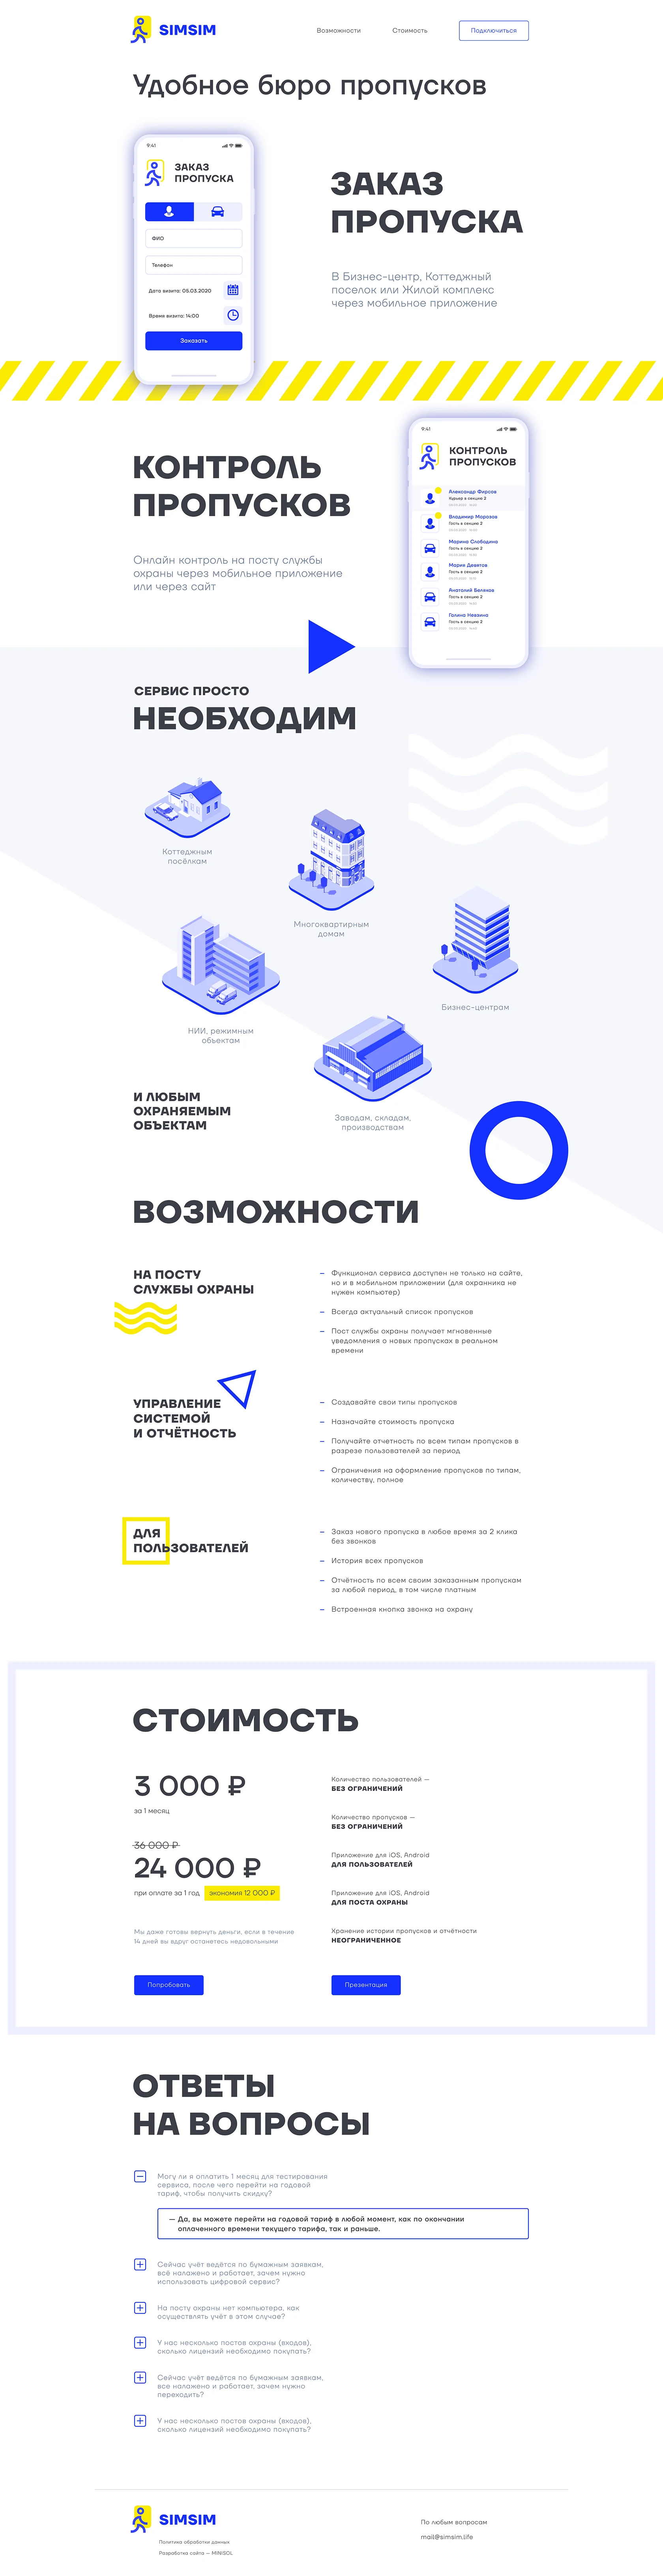 SIMSIM
Возможности
Стоимость
Подключиться
Удобное бюро пропусков
9:41
ЗАКАЗ
ПРОПУСКА
ФИО
Телефон
Дата визита: 05.03.2020
Время визита: 14:00
Заказать
ЗАКАЗ
ПРОПУСКА
В Бизнес-центр, Коттеджный
поселок или Жилой комплекс
через мобильное приложение
КОНТРОЛЬ
ПРОПУСКОВ
Онлайн контроль на посту службы
охраны через мобильное приложение
или через сайт
9:41
КОНТРОЛЬ
ПРОПУСКОВ
Александр Фирсов
Курьер в секцию 2
Владимир Морозов
Гость в секцию 2
Марина Слободина
Гость в секцию 2
Мария Девятов
Гость в секцию 2
Анатолий Беляков
Гость в секцию 2
Галина Неезина
Гость в секцию 2
СЕРВИС ПРОСТО
НЕОБХОДИМ
Коттеджным
посёлкам
Многоквартирным
домам
Бизнес-центрам
НИИ, режимным
объектам
Заводам, складам,
производствам
И ЛЮБЫМ
ОХРАНЯЕМЫМ
ОБЪЕКТАМ
ВОЗМОЖНОСТИ
НА ПОСТУ
СЛУЖБЫ ОХРАНЫ
– Функционал сервиса доступен не только на сайте,
но и в мобильном приложении (для охранника не
нужен компьютер)
– Всегда актуальный список пропусков
– Пост службы охраны получает мгновенные
уведомления о новых пропусках в реальном
времени
УПРАВЛЕНИЕ
СИСТЕМОЙ
И ОТЧЁТНОСТЬ
– Создавайте свои типы пропусков
– Назначайте стоимость пропуска
– Получайте отчетность по всем типам пропусков в
разрезе пользователей за период
– Ограничения на оформление пропусков по типам,
количеству, полное
ДЛЯ
ПОЛЬЗОВАТЕЛЕЙ
– Заказ нового пропуска в любое время за 2 клика
без звонков
– История всех пропусков
– Отчётность по всем своим заказанным пропускам
за любой период, в том числе платным
– Встроенная кнопка звонка на охрану
СТОИМОСТЬ
3 000 ₽
за 1 месяц
36 000 ₽
24 000 ₽
при оплате за 1 год экономия 12 000 ₽
Мы даже готовы вернуть деньги, если в течение
14 дней вы вдруг останетесь недовольными
Попробовать
Количество пользователей —
БЕЗ ОГРАНИЧЕНИЙ
Количество пропусков —
БЕЗ ОГРАНИЧЕНИЙ
Приложение для iOS, Android
ДЛЯ ПОЛЬЗОВАТЕЛЕЙ
Приложение для iOS, Android
ДЛЯ ПОСТА ОХРАНЫ
Хранение истории пропусков и отчётности
НЕОГРАНИЧЕННОЕ
Презентация
ОТВЕТЫ
НА ВОПРОСЫ
Могу ли я оплатить 1 месяц для тестирования
сервиса, после чего перейти на годовой
тариф, чтобы получить скидку?
— Да, вы можете перейти на годовой тариф в любой момент, как по окончании
оплаченного времени текущего тарифа, так и раньше.
Сейчас учёт ведётся по бумажным заявкам,
всё налажено и работает, зачем нужно
использовать цифровой сервис?
На посту охраны нет компьютера, как
осуществлять учёт в этом случае?
У нас несколько постов охраны (входов),
сколько лицензий необходимо покупать?
Сейчас учёт ведётся по бумажным заявкам,
все налажено и работает, зачем нужно
переходить?
У нас несколько постов охраны (входов),
сколько лицензий необходимо покупать?
SIMSIM
Политика обработки данных
Разработка сайта — MINISOL
По любым вопросам
mail@simsim.life